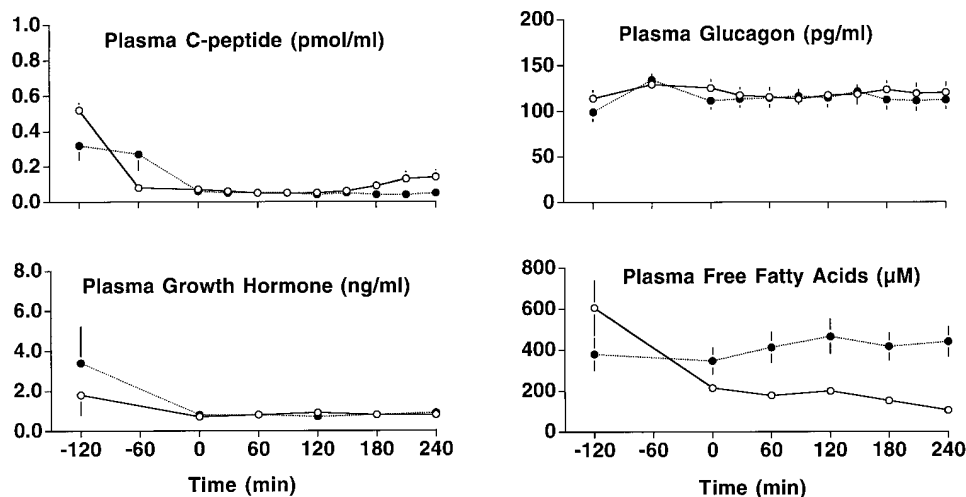 Plasma C-peptide (pmol/ml)
1.0
0.8
0.6
0.4
0.2
0.0
Plasma Glucagon (pg/ml)
200
150
100
50
0
Plasma Growth Hormone (ng/ml)
8.0
6.0
4.0
2.0
0.0
-120 -60 0 60 120 180 240
Time (min)
Plasma Free Fatty Acids (μM)
800
600
400
200
0
-120 -60 0 60 120 180 240
Time (min)